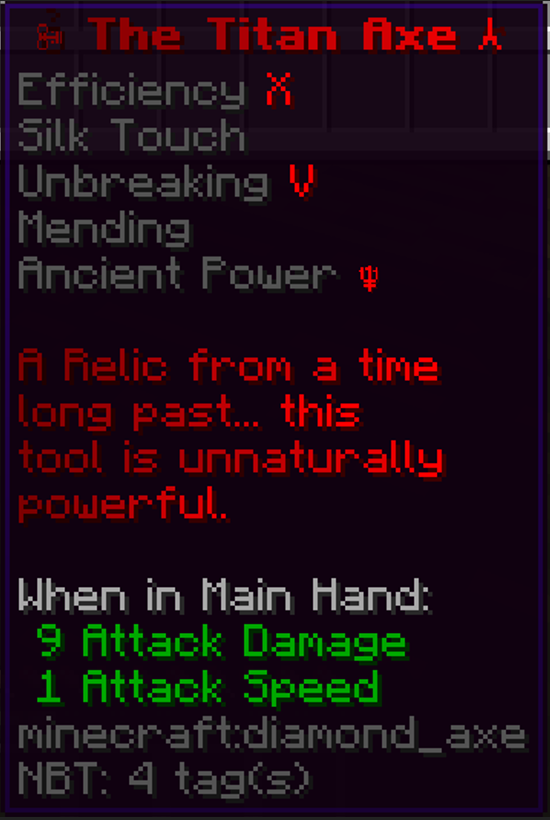 The Titan Axe
Efficiency X
Silk Touch
Unbreaking V
Mending
Ancient Power ♆
A Relic from a time
long past... this
tool is unnaturally
powerful.
When in Main Hand:
9 Attack Damage
1 Attack Speed
minecraft:diamond_axe
NBT: 4 tag(s)